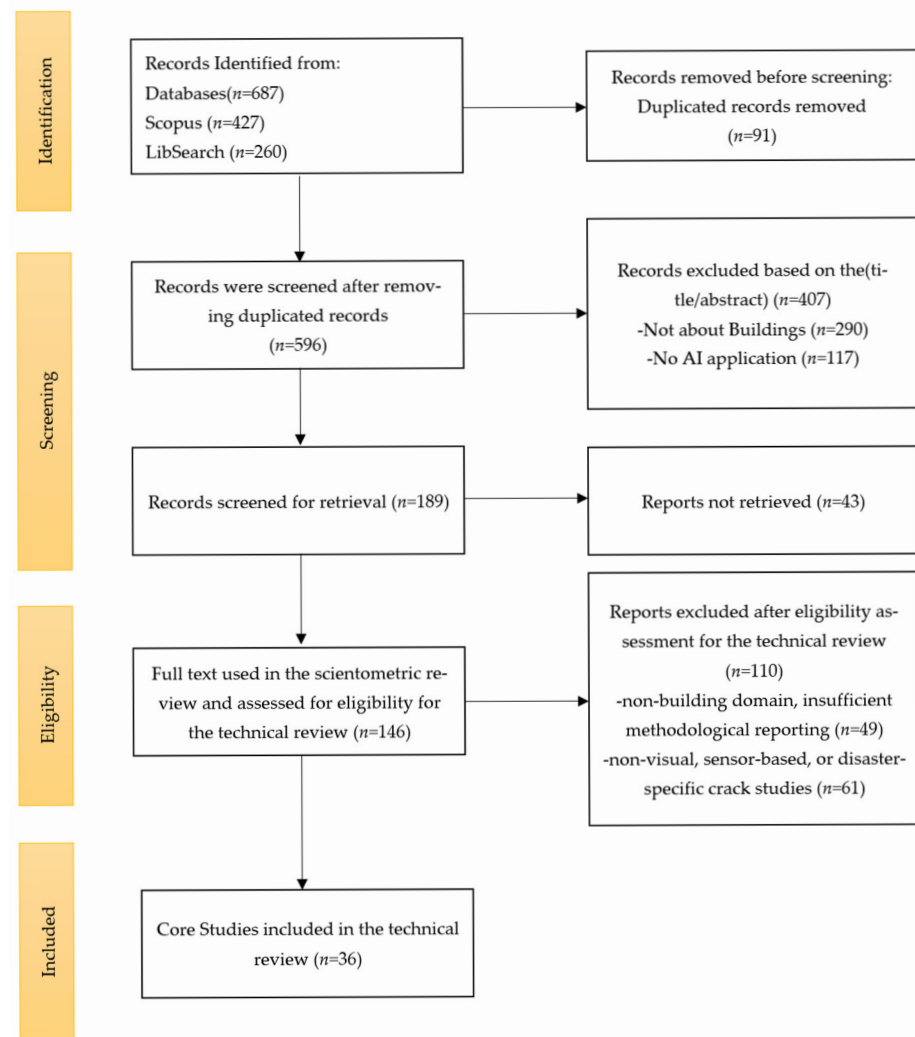 Identification
Records Identified from:
Databases(n=687)
Scopus (n=427)
LibSearch (n=260)
Records removed before screening:
Duplicated records removed
(n=91)
Screening
Records were screened after remov-
ing duplicated records
(n=596)
Records excluded based on the(ti-
tle/abstract) (n=407)
-Not about Buildings (n=290)
-No AI application (n=117)
Records screened for retrieval (n=189)
Reports not retrieved (n=43)
Eligibility
Full text used in the scientometric re-
view and assessed for eligibility for
the technical review (n=146)
Reports excluded after eligibility as-
sessment for the technical review
(n=110)
-non-building domain, insufficient
methodological reporting (n=49)
-non-visual, sensor-based, or disaster-
specific crack studies (n=61)
Included
Core Studies included in the technical
review (n=36)